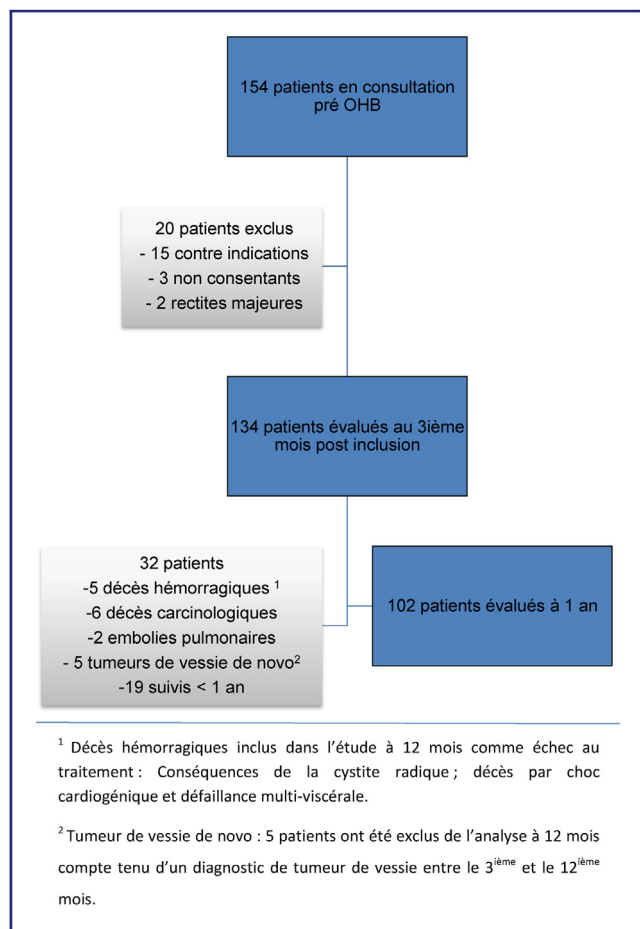 154 patients en consultation
pré OHB
20 patients exclus
- 15 contre indications
- 3 non consentants
- 2 rectites majeures
134 patients évalués au 3ième
mois post inclusion
32 patients
-5 décès hémorragiques ¹
-6 décès carcinologiques
-2 embolies pulmonaires
- 5 tumeurs de vessie de novo²
-19 suivis < 1 an
102 patients évalués à 1 an
¹ Décès hémorragiques inclus dans l’étude à 12 mois comme échec au
traitement : Conséquences de la cystite radique ; décès par choc
cardiogénique et défaillance multi-viscérale.
² Tumeur de vessie de novo : 5 patients ont été exclus de l’analyse à 12 mois
compte tenu d’un diagnostic de tumeur de vessie entre le 3ième et le 12ième
mois.